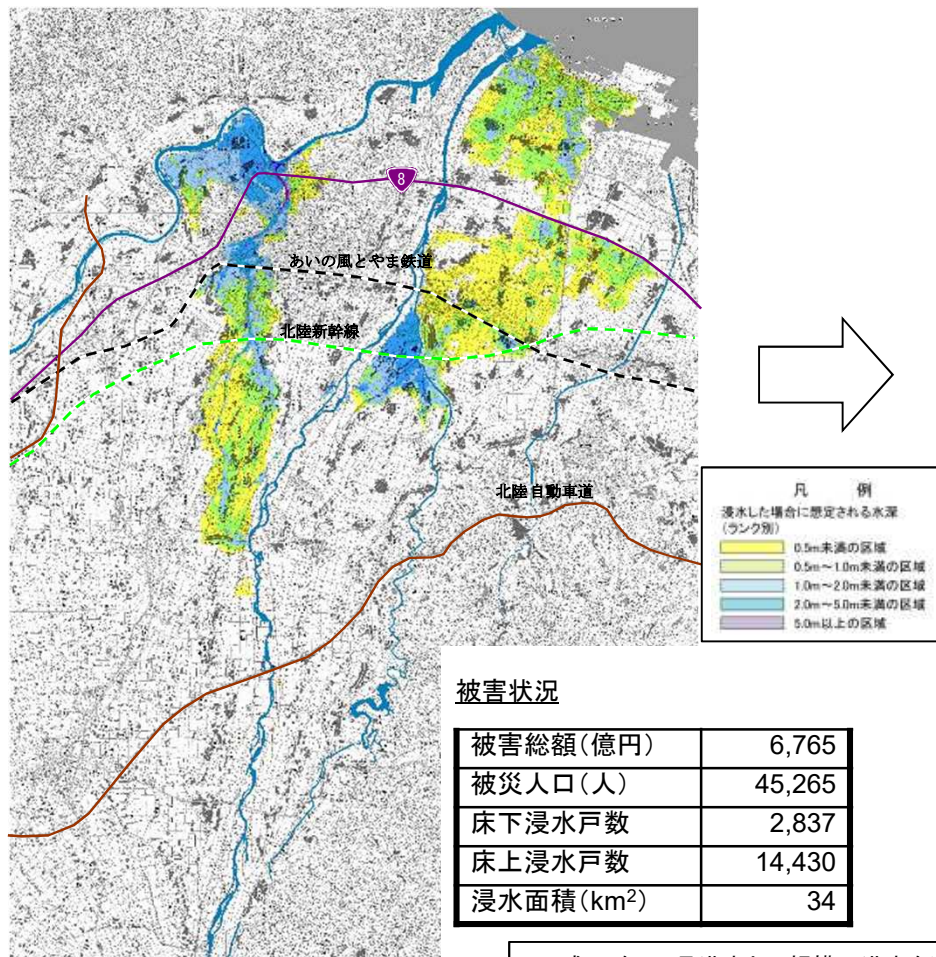 8
あいの風とやま鉄道
北陸新幹線
北陸自動車道
凡 例
浸水した場合に想定される水深
(ランク別)
0.5m未満の区域
0.5m～1.0m未満の区域
1.0m～2.0m未満の区域
2.0m～5.0m未満の区域
5.0m以上の区域
被害状況
被害総額(億円) 6,765
被災人口(人) 45,265
床下浸水戸数 2,837
床上浸水戸数 14,430
浸水面積(km2) 34